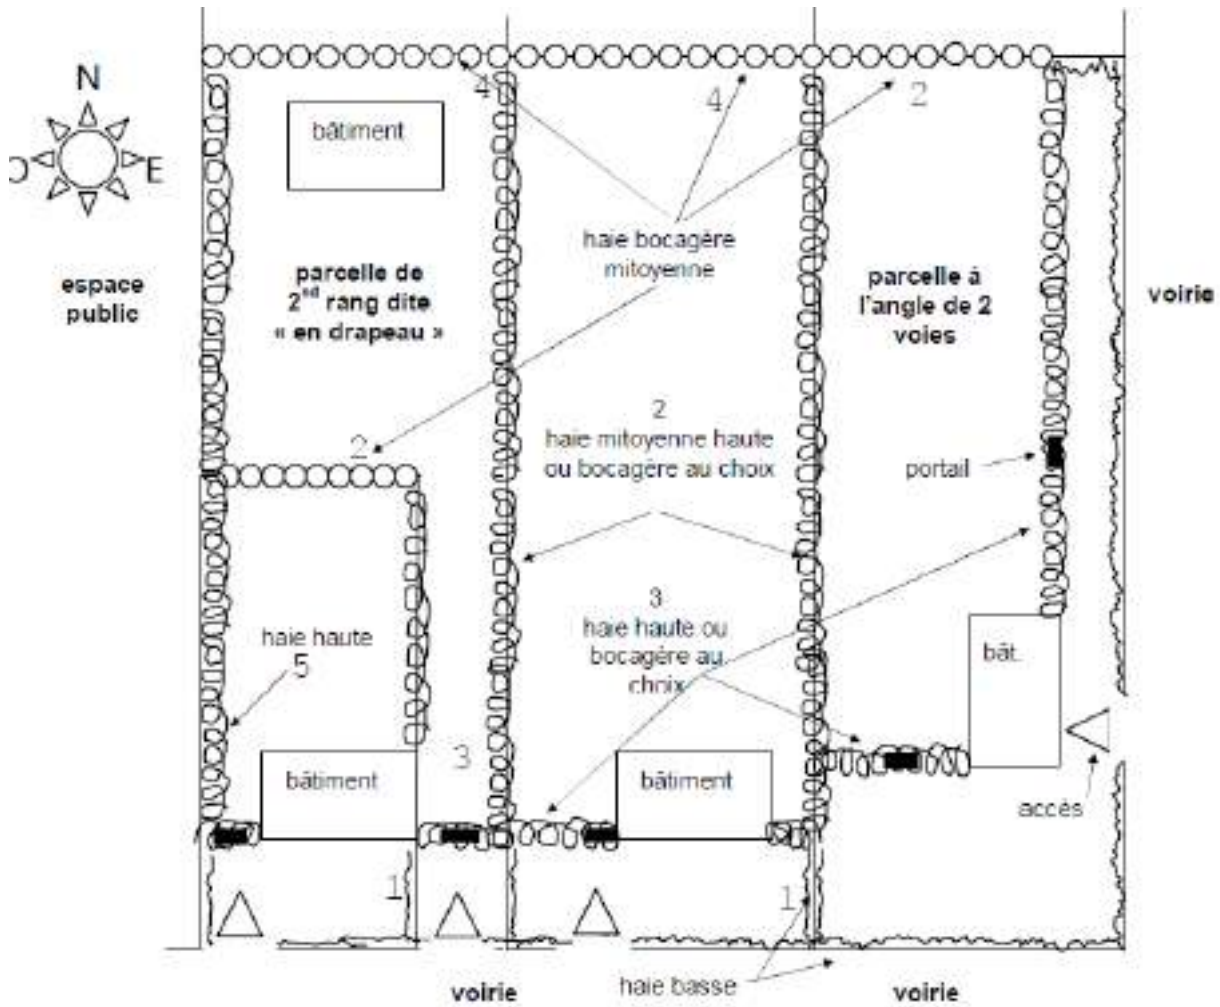 N
4
4
2
bâtiment
O
E
haie bocagère
mitoyenne
espace
public
parcelle de
2nd rang dite
« en drapeau »
parcelle à
l'angle de 2
voies
voirie
2
2
haie mitoyenne haute
ou bocagère au choix
portail
3
haie haute ou
bocagère au
choix
haie haute
5
bât.
3
bâtiment
bâtiment
accès
1
1
haie basse
voirie
voirie